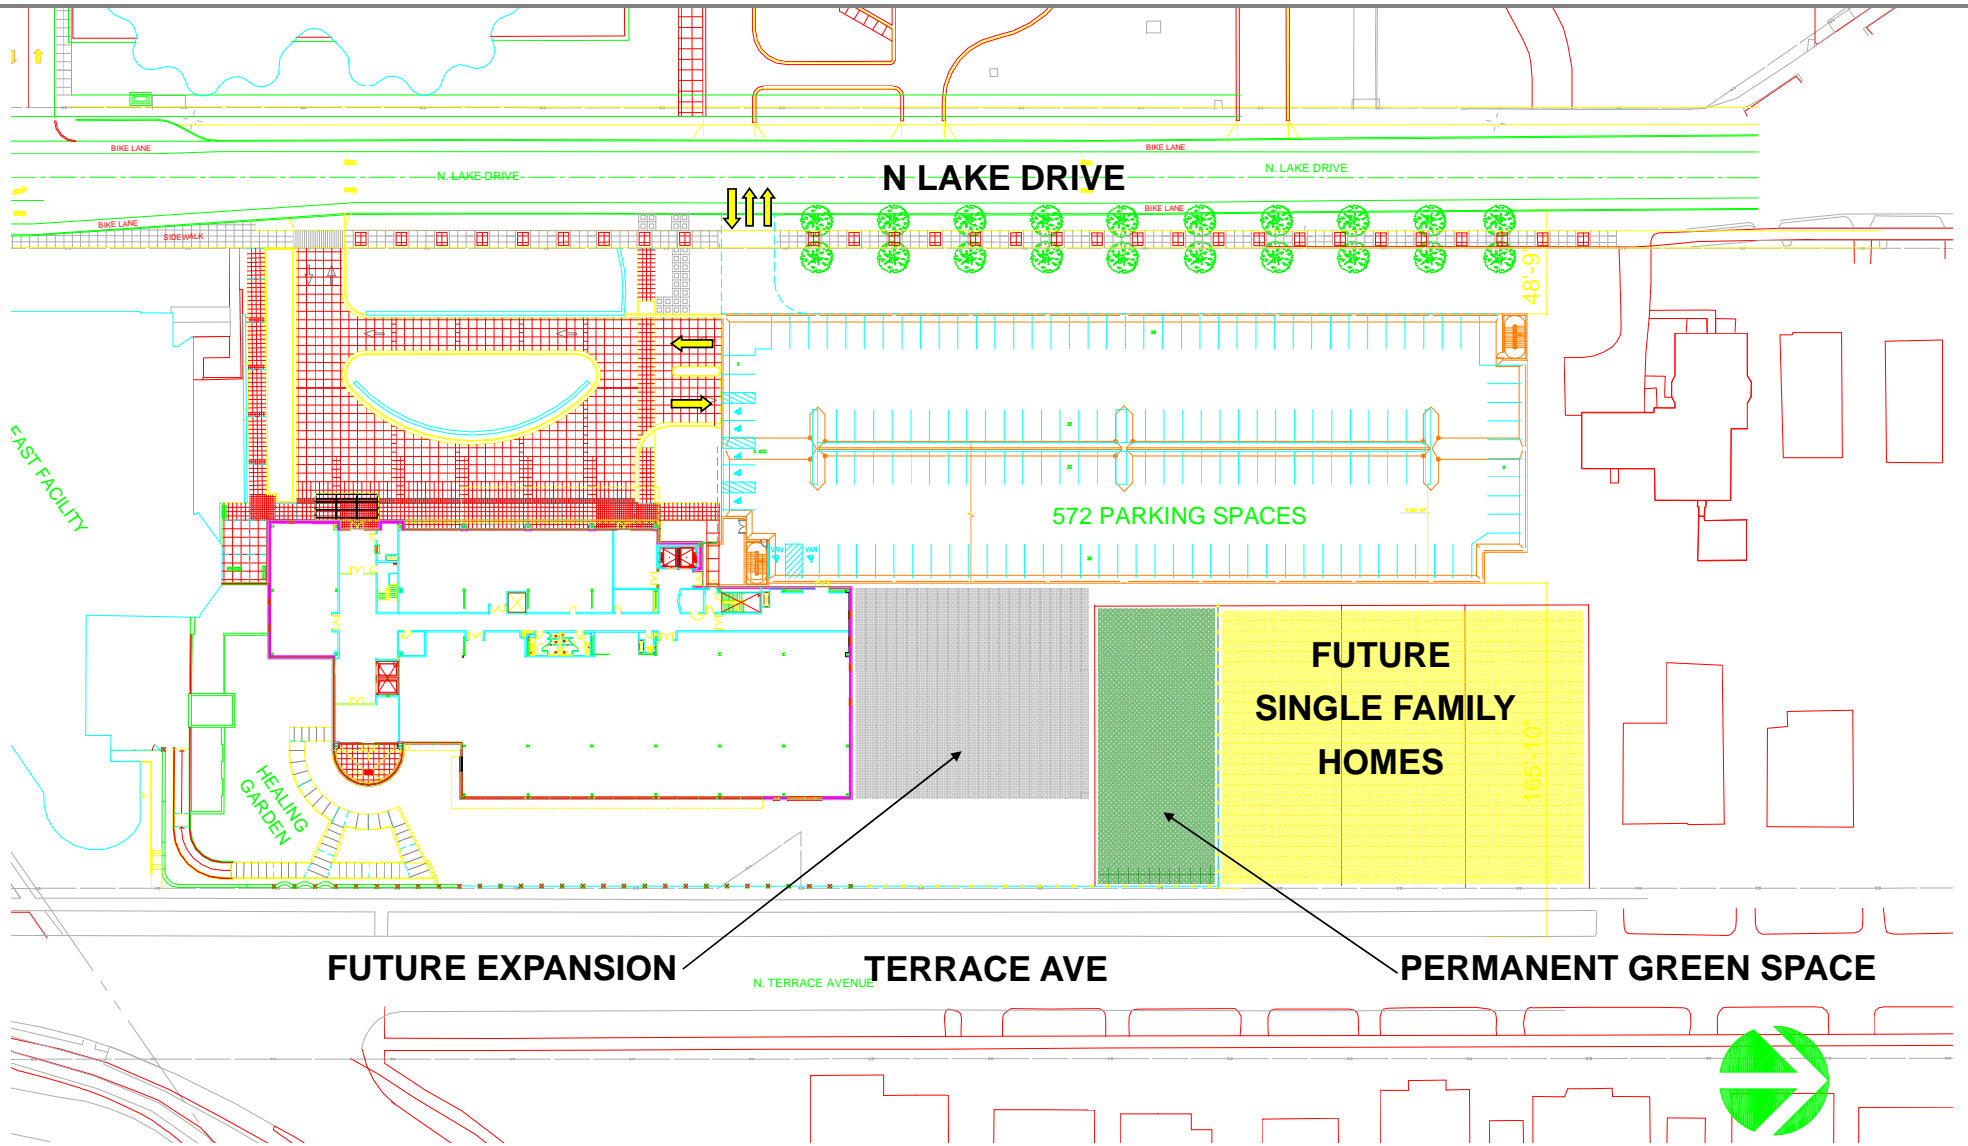 BIKE LANE
BIKE LANE
N. LAKE DRIVE
N LAKE DRIVE
N. LAKE DRIVE
BIKE LANE
BIKE LANE
SIDEWALK
48'-9"
EAST FACILITY
572 PARKING SPACES
VAN
VAN
FUTURE
SINGLE FAMILY
HOMES
165'-10"
HEALING
GARDEN
FUTURE EXPANSION
TERRACE AVE
PERMANENT GREEN SPACE
N. TERRACE AVENUE